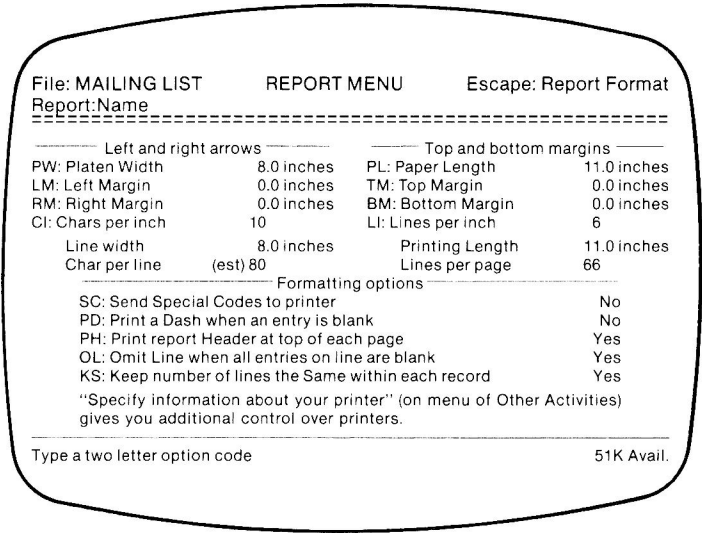 File: MAILING LIST REPORT MENU Escape: Report Format
Report:Name
============================================================
Left and right arrows Top and bottom margins
PW: Platen Width 8.0 inches PL: Paper Length 11.0 inches
LM: Left Margin 0.0 inches TM: Top Margin 0.0 inches
RM: Right Margin 0.0 inches BM: Bottom Margin 0.0 inches
CI: Chars per inch 10 LI: Lines per inch 6
Line width 8.0 inches Printing Length 11.0 inches
Char per line (est) 80 Lines per page 66
Formatting options
SC: Send Special Codes to printer No
PD: Print a Dash when an entry is blank No
PH: Print report Header at top of each page Yes
OL: Omit Line when all entries on line are blank Yes
KS: Keep number of lines the Same within each record Yes
"Specify information about your printer" (on menu of Other Activities)
gives you additional control over printers.
Type a two letter option code 51K Avail.